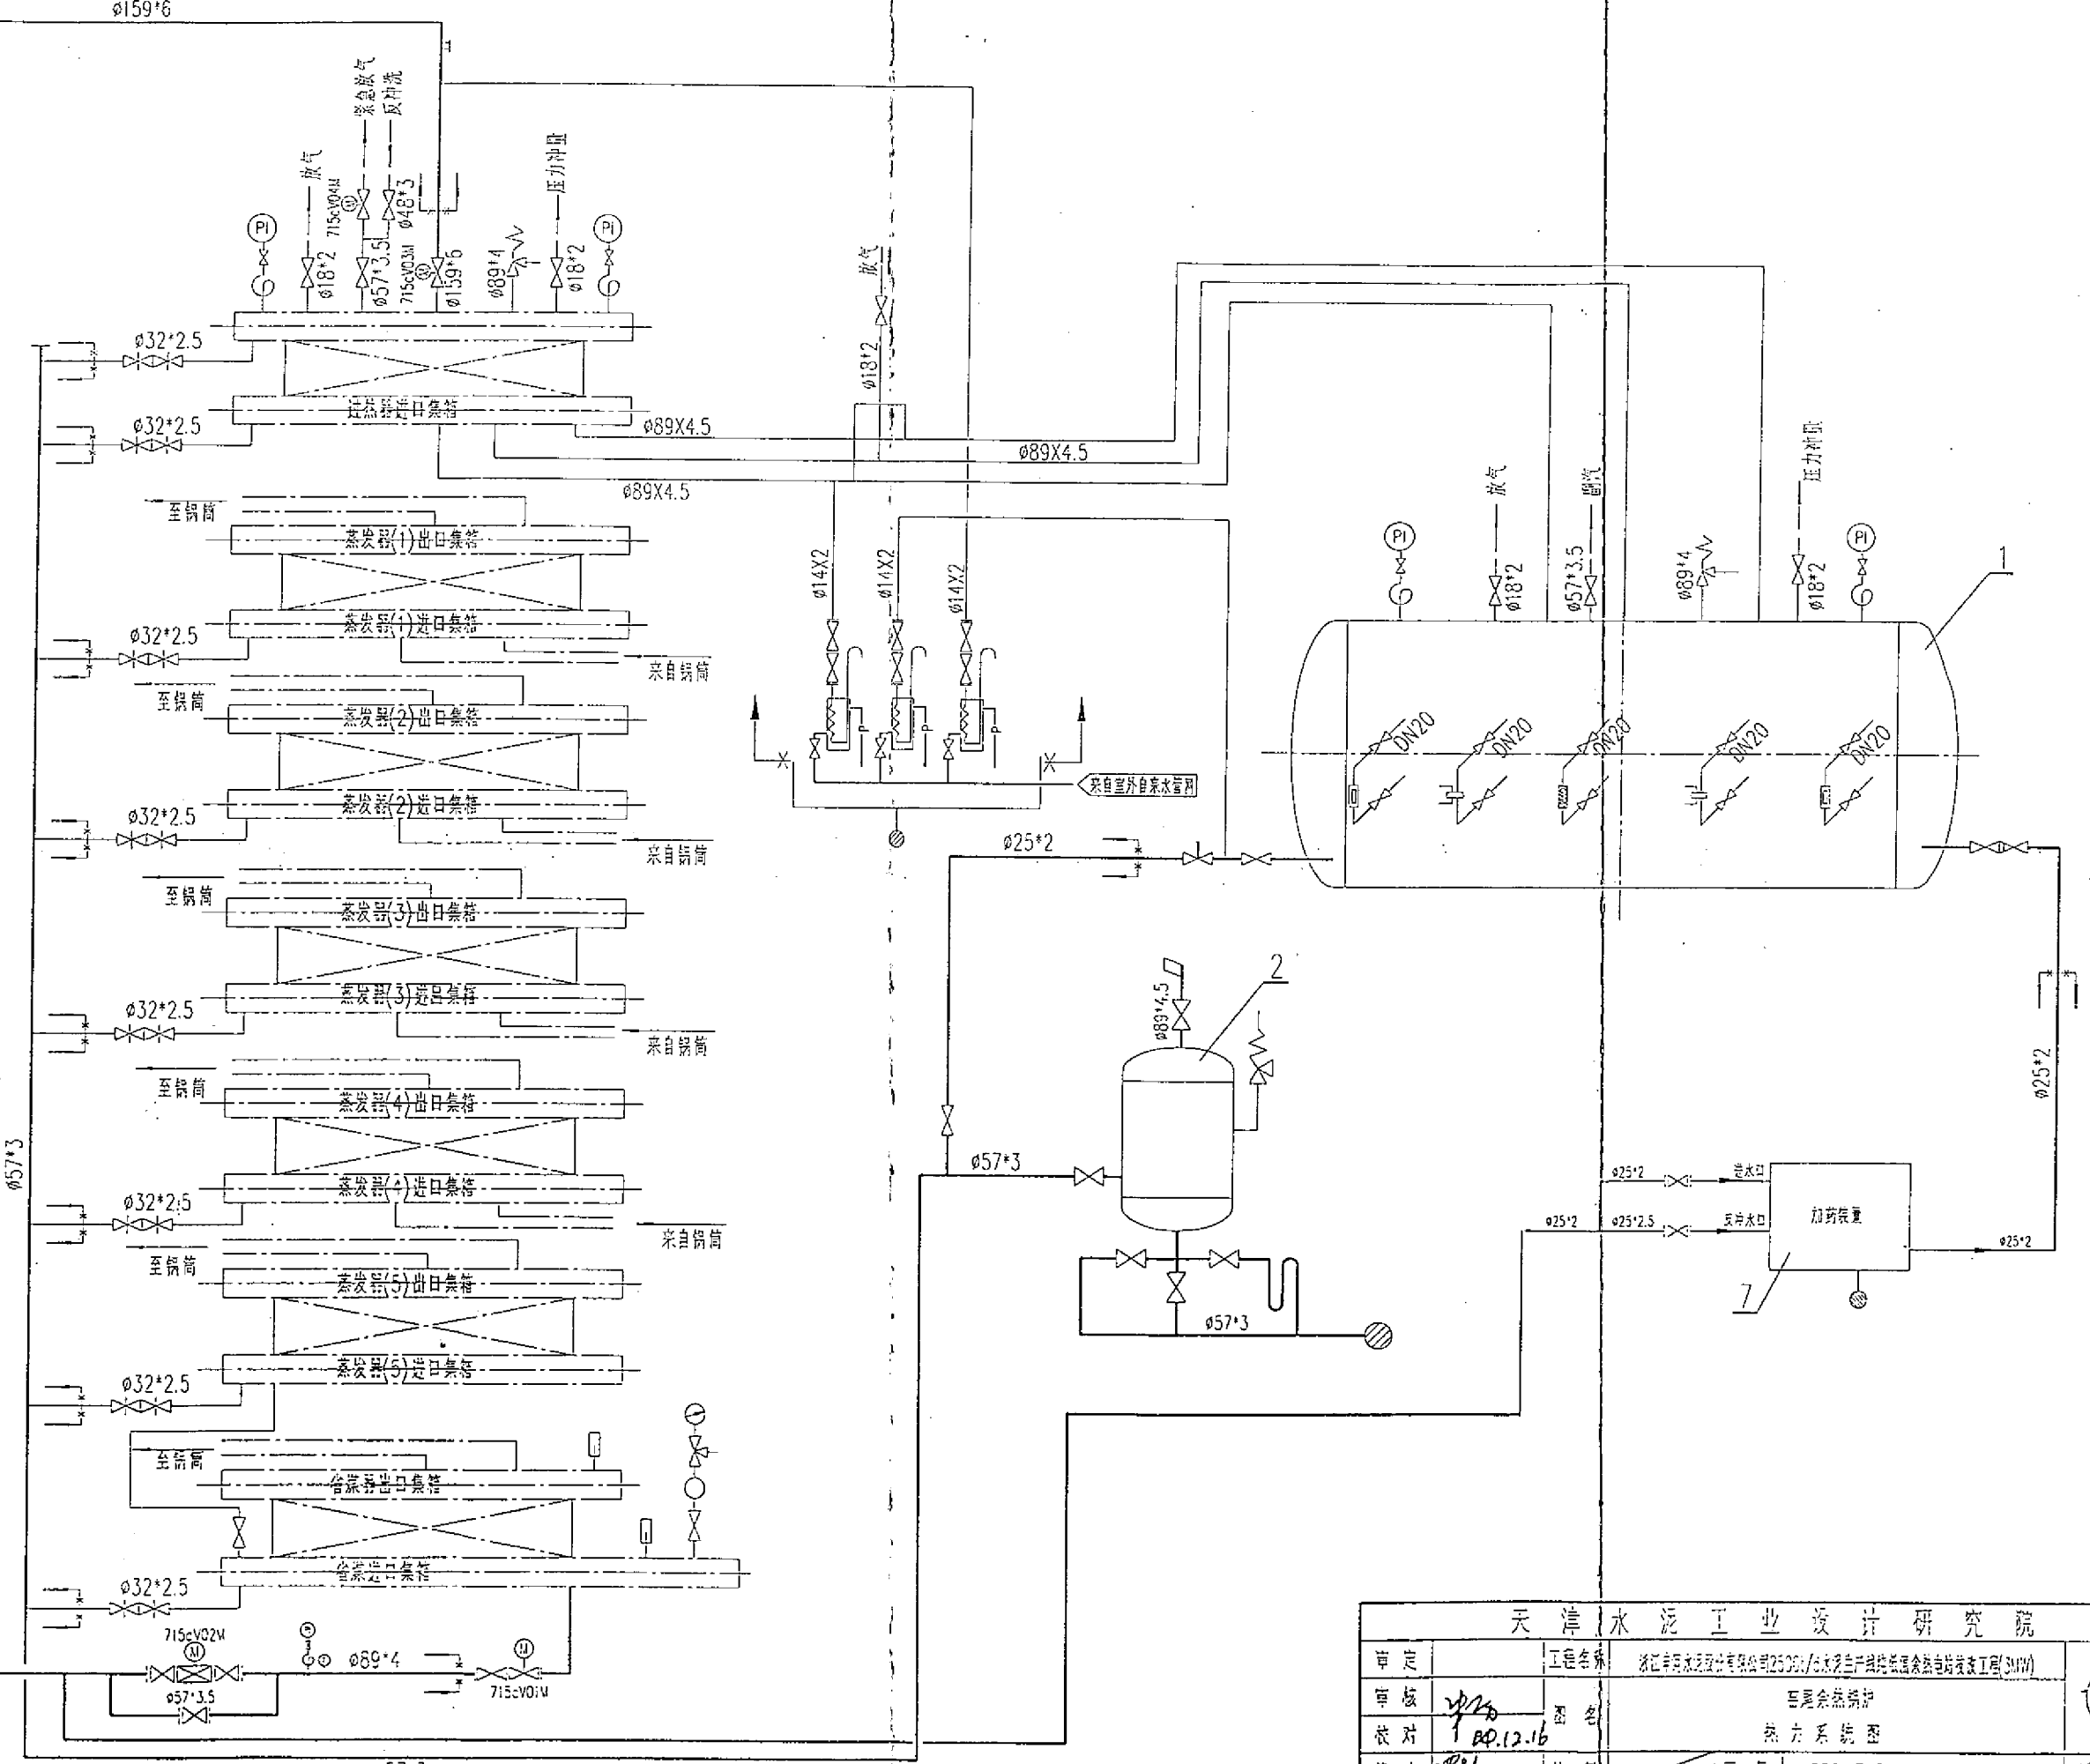 ø159*6
紧急放气
反冲洗
放气
715cV04M
ø48*3
压力冲量
PI
PI
ø18*2
ø57*3.5
715cV03M
ø159*6
ø89*4
ø18*2
放气
ø18*2
ø32*2.5
过热器进口集箱
ø32*2.5
ø89X4.5
ø89X4.5
ø89X4.5
至锅筒
蒸发器(1)出口集箱
蒸发器(1)进口集箱
ø32*2.5
来自锅筒
至锅筒
蒸发器(2)出口集箱
蒸发器(2)进口集箱
ø32*2.5
来自锅筒
至锅筒
蒸发器(3)出口集箱
ø32*2.5
来自锅筒
至锅筒
蒸发器(4)出口集箱
蒸发器(4)进口集箱
ø32*2.5
来自锅筒
至锅筒
蒸发器(5)出口集箱
蒸发器(5)进口集箱
ø32*2.5
ø57*3
至锅筒
省煤器出口集箱
省煤进口集箱
ø32*2.5
715cV02M
M
ø57*3.5
ø89*4
715cV01M
ø14X2
ø14X2
ø14X2
来自室外自来水管网
放气
压力冲量
PI
ø18*2
ø57*3.5
ø89*4
ø18*2
PI
1
DN20
DN20
DN20
DN20
DN20
ø25*2
ø89*4.5
2
ø57*3
ø57*3
ø25*2
ø25*2
进水口
ø25*2
ø25*2.5
反冲水口
加药装置
ø25*2
7
天津水泥工业设计研究院
审定
工程名称
审核
图名
窑尾余热锅炉
校对
热力系统图